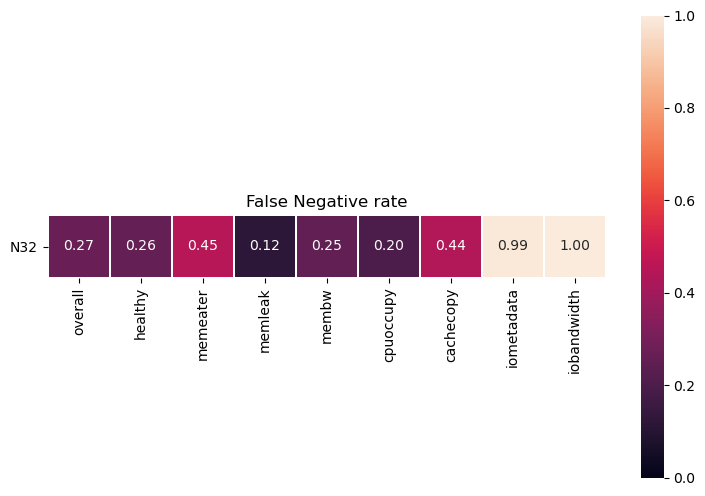 False Negative rate
N32
0.27 0.26 0.45 0.12 0.25 0.20 0.44 0.99 1.00
overall
healthy
memeater
memleak
membw
cpuoccupy
cachecopy
iometadata
iobandwidth
1.0
0.8
0.6
0.4
0.2
0.0